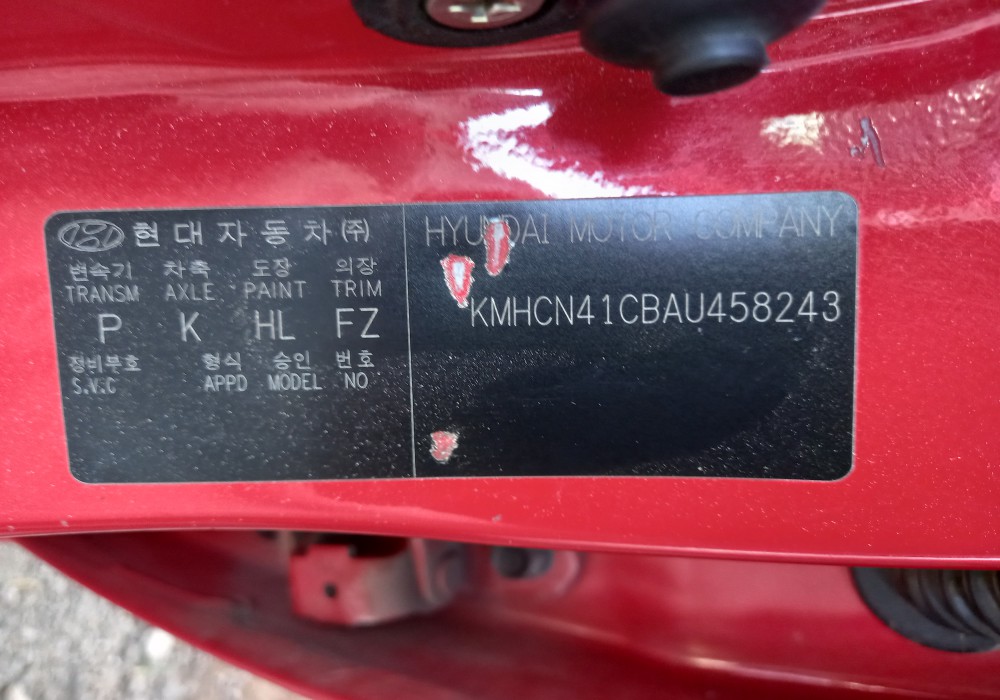 현대자동차(주)
변속기 차축 도장 의장
TRANSM AXLE PAINT TRIM
P K HL FZ
정비부호 형식 승인 번호
S.V.C APPD MODEL NO
HYUNDAI MOTOR COMPANY
KMHCN41CBAU458243